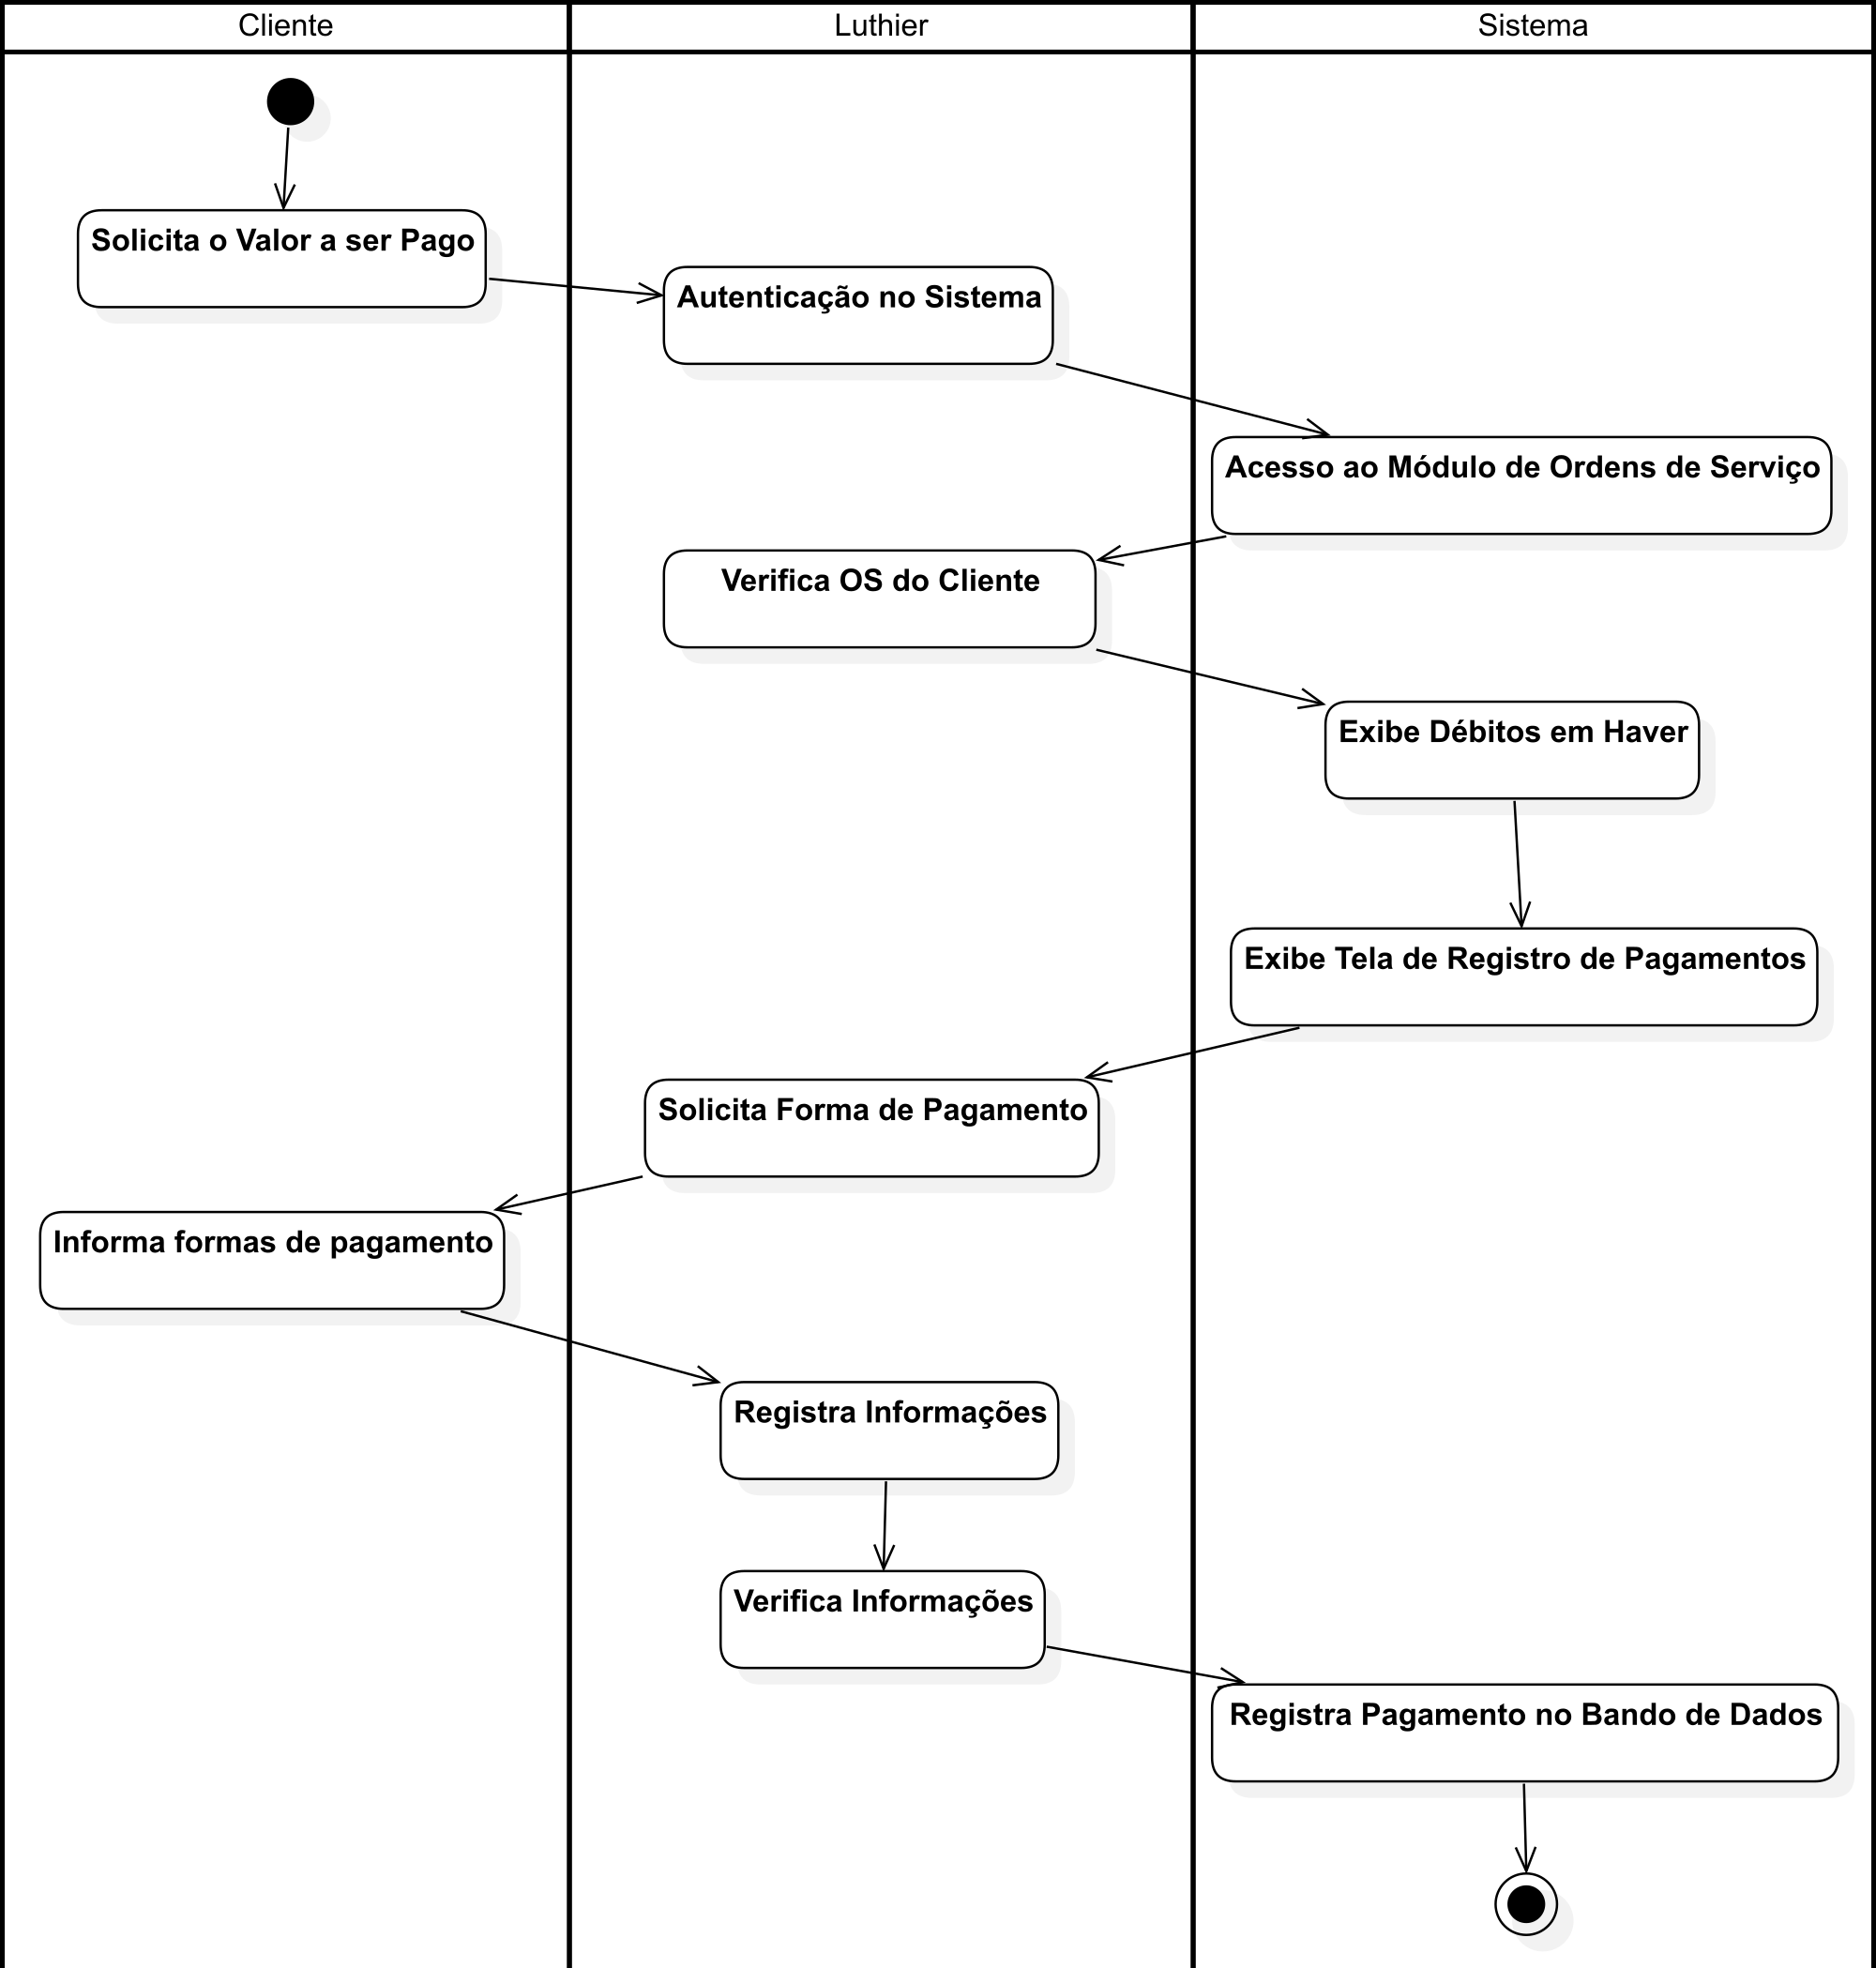 Cliente
Luthier
Sistema
Solicita o Valor a ser Pago
Autenticação no Sistema
Acesso ao Módulo de Ordens de Serviço
Verifica OS do Cliente
Exibe Débitos em Haver
Exibe Tela de Registro de Pagamentos
Solicita Forma de Pagamento
Informa formas de pagamento
Registra Informações
Verifica Informações
Registra Pagamento no Bando de Dados